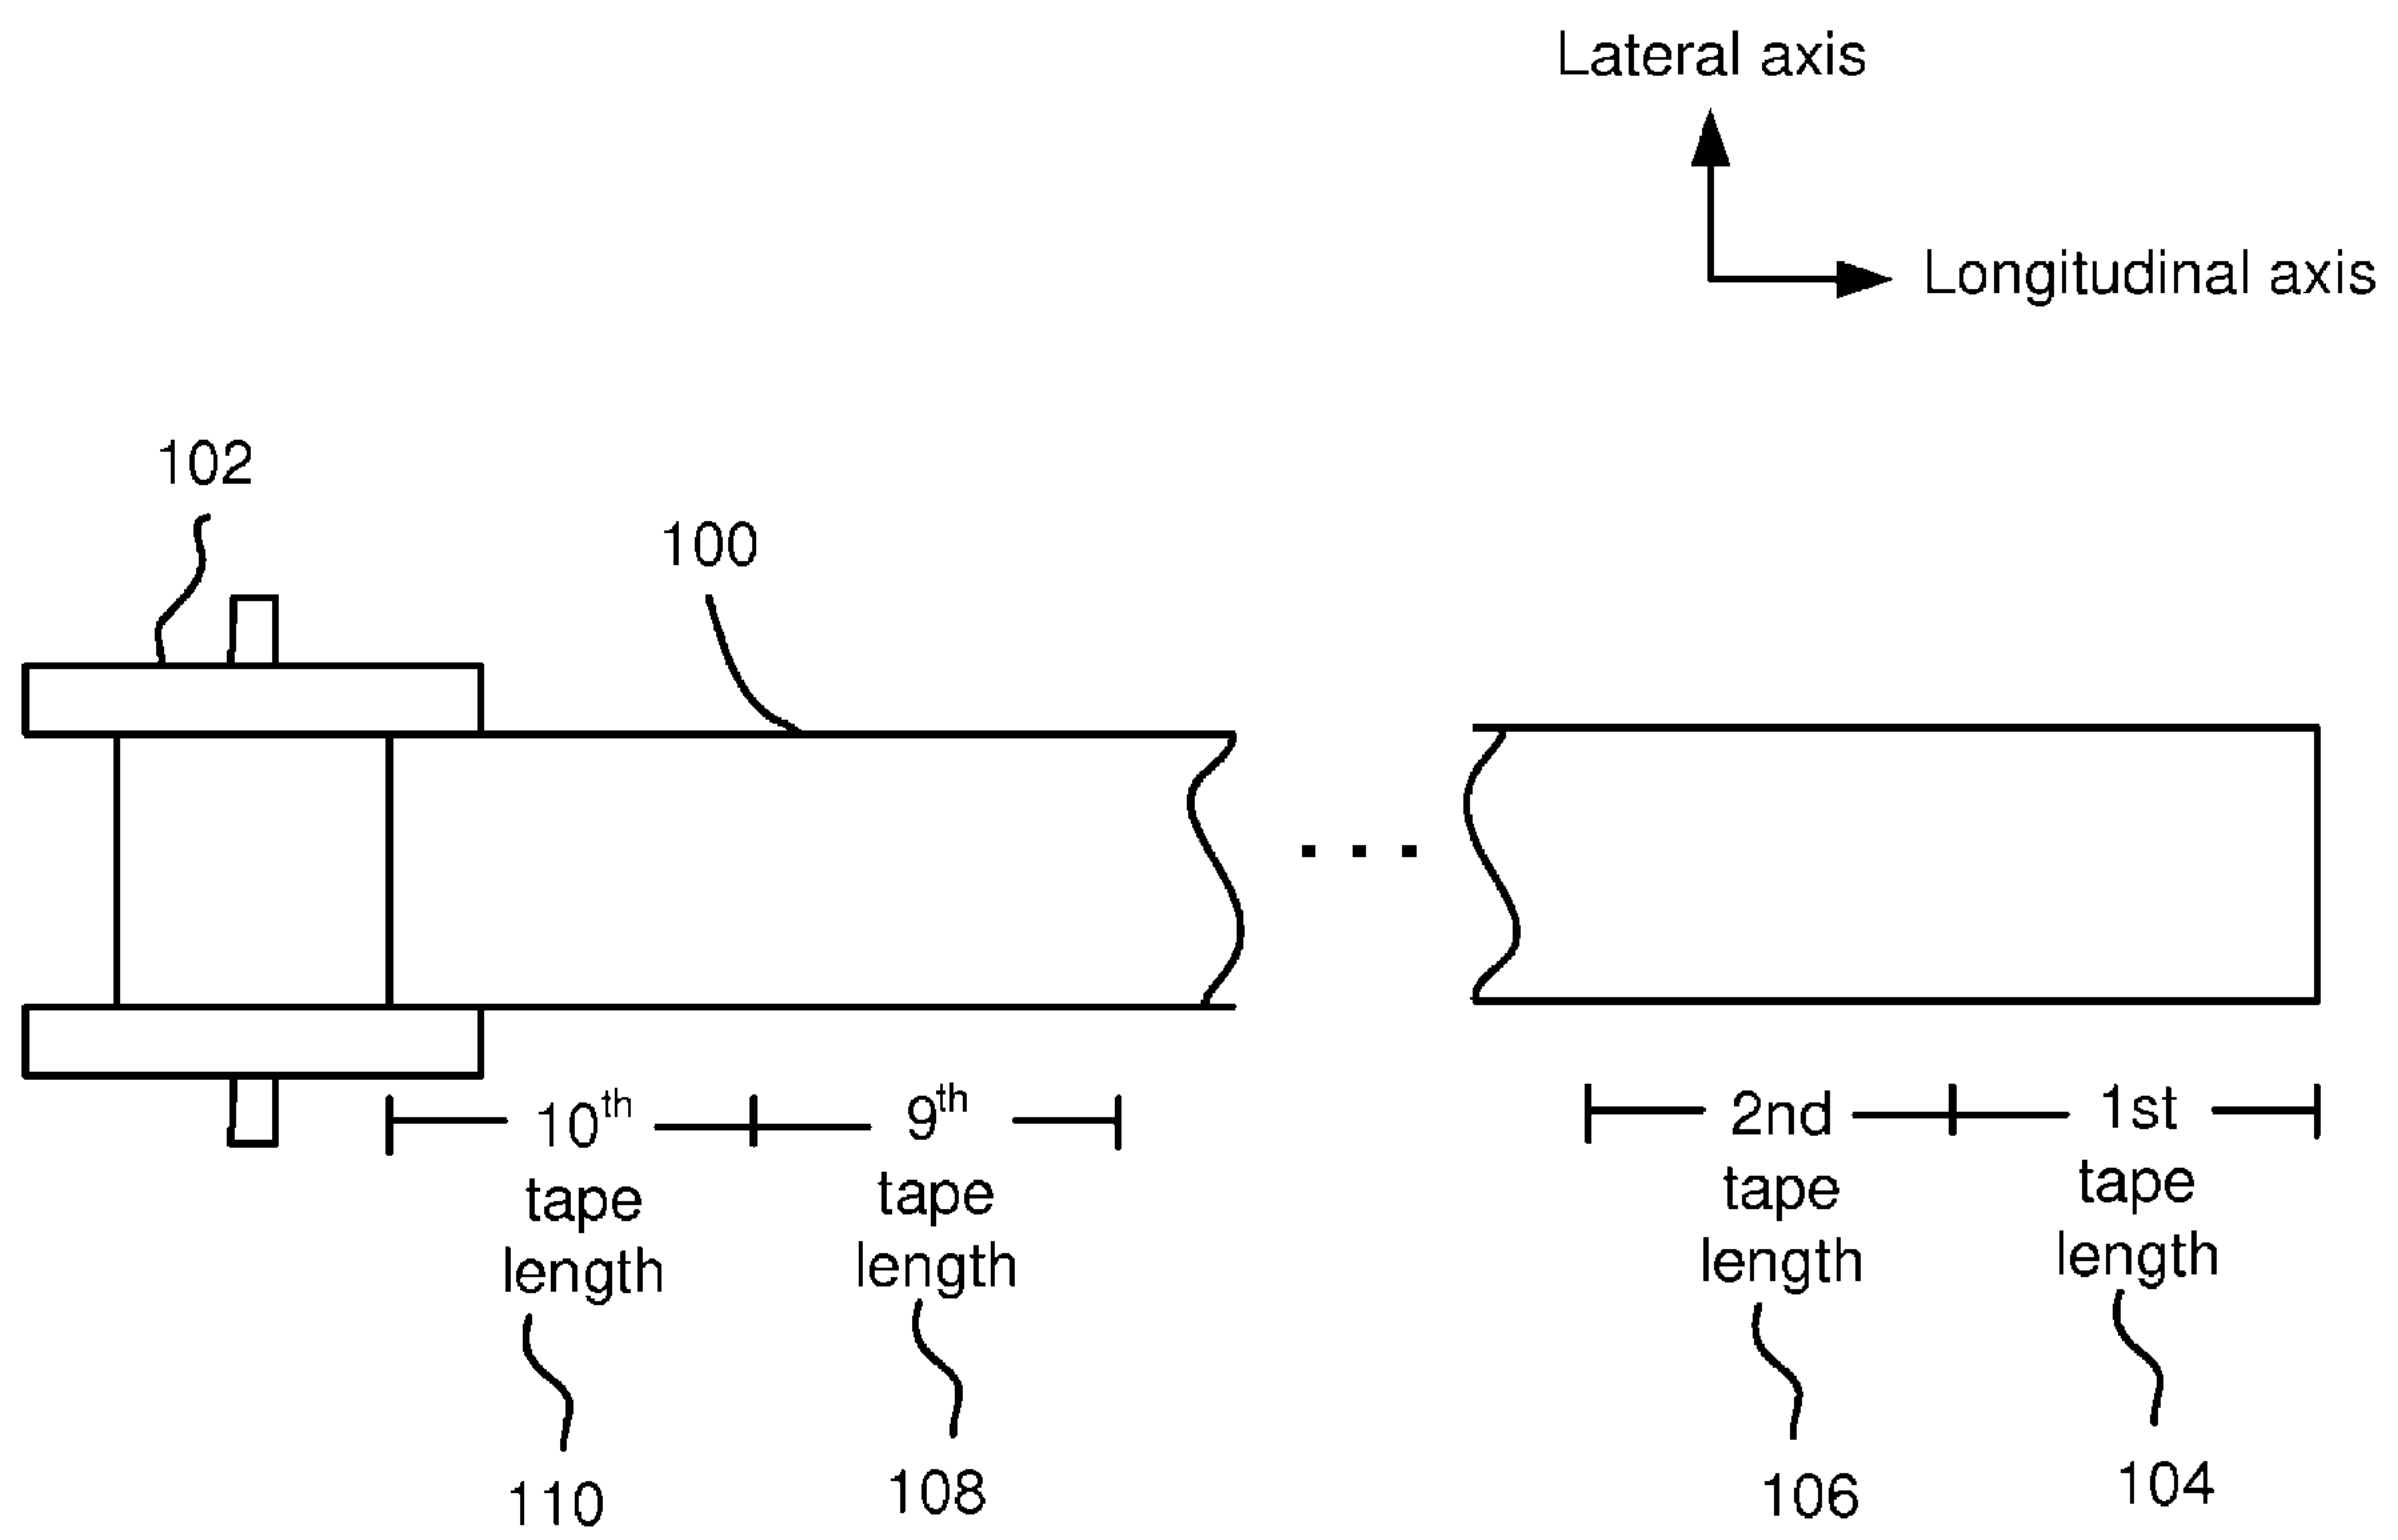 Lateral axis
Longitudinal axis
102
100
10th
tape
length
110
9th
tape
length
108
2nd
tape
length
106
1st
tape
length
104